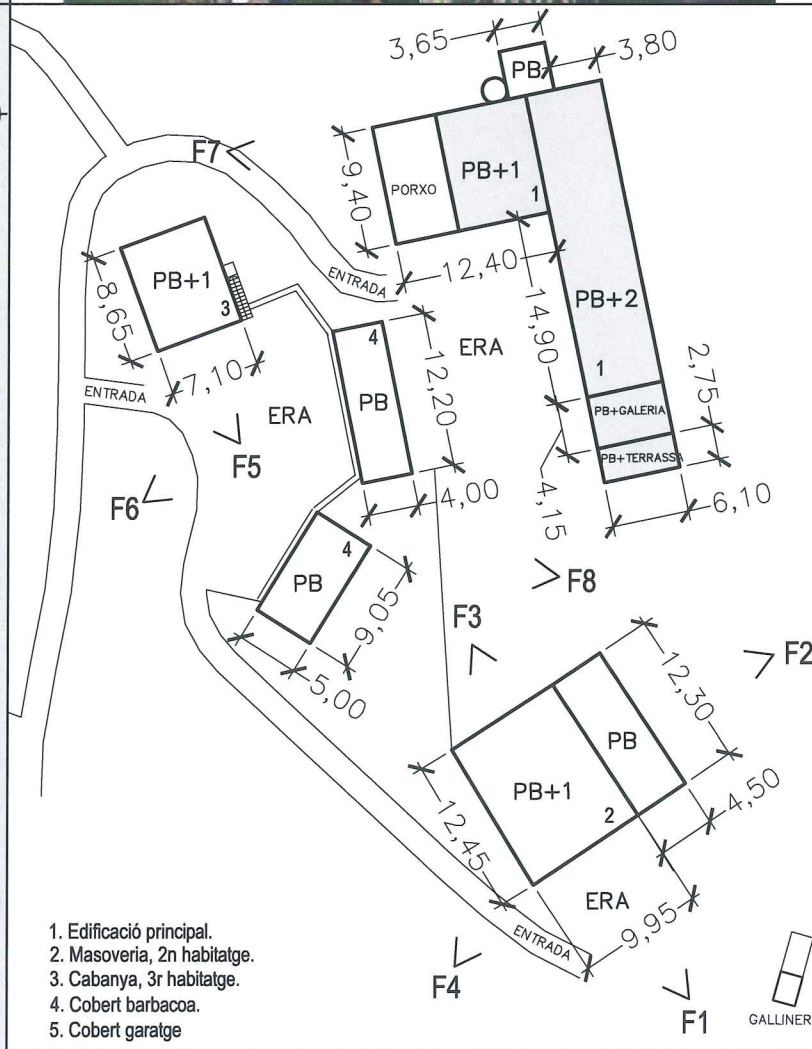 3,65
3,80
PB
F7
PORXO
PB+1
1
9,40
12,40
ENTRADA
PB+1
3
8,65
7,10
ENTRADA
ERA
4
PB
12,20
4,00
ERA
14,90
PB+2
1
PB+GALERIA
PB+TERRASSA
2,75
4,15
6,10
F5
F6
4
PB
9,05
5,00
F8
F3
F2
12,30
PB
PB+1
2
4,50
12,45
ERA
9,95
ENTRADA
F4
F1
GALLINER
1. Edificació principal.
2. Masoveria, 2n habitatge.
3. Cabanya, 3r habitatge.
4. Cobert barbacoa.
5. Cobert garatge